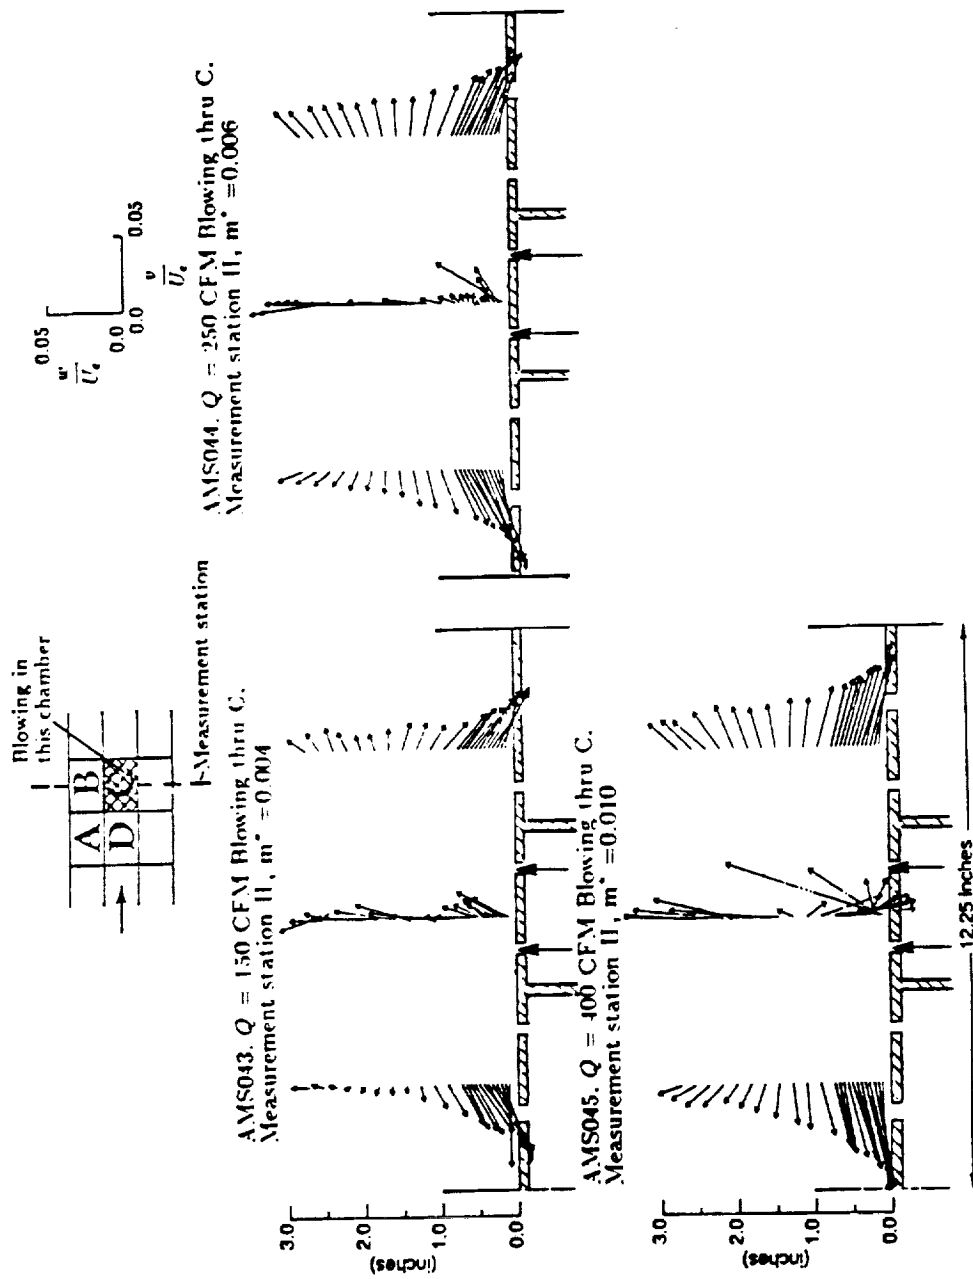 Blowing in
this chamber
A B
D C
Measurement station
0.05
w
U_e
0.0
0.0
0.05
v
U_e
AMS043. Q = 150 CFM Blowing thru C.
Measurement station II, m* = 0.004
AMS044. Q = 250 CFM Blowing thru C.
Measurement station II, m* = 0.006
AMS045. Q = 400 CFM Blowing thru C.
Measurement station II, m* = 0.010
3.0
2.0
1.0
0.0
(inches)
3.0
2.0
1.0
0.0
(inches)
12.25 inches